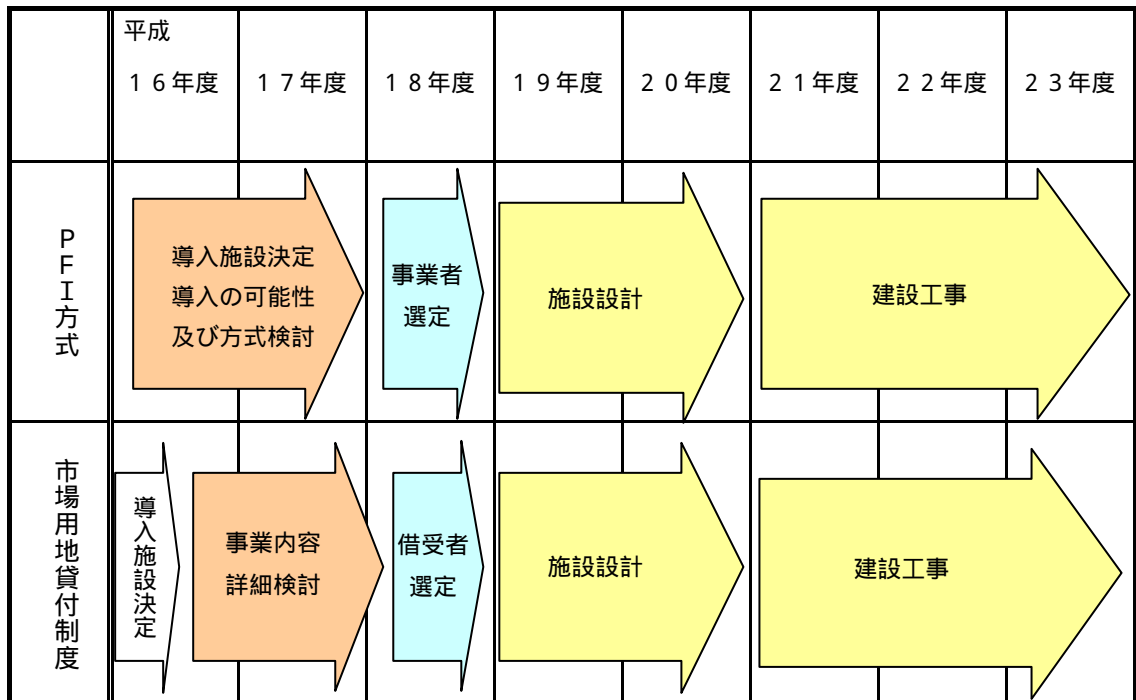 平成
１６年度 １７年度 １８年度 １９年度 ２０年度 ２１年度 ２２年度 ２３年度
ＰＦＩ方式
導入施設決定
導入の可能性
及び方式検討
事業者
選定
施設設計
建設工事
市場用地貸付制度
導入施設決定
事業内容
詳細検討
借受者
選定
施設設計
建設工事